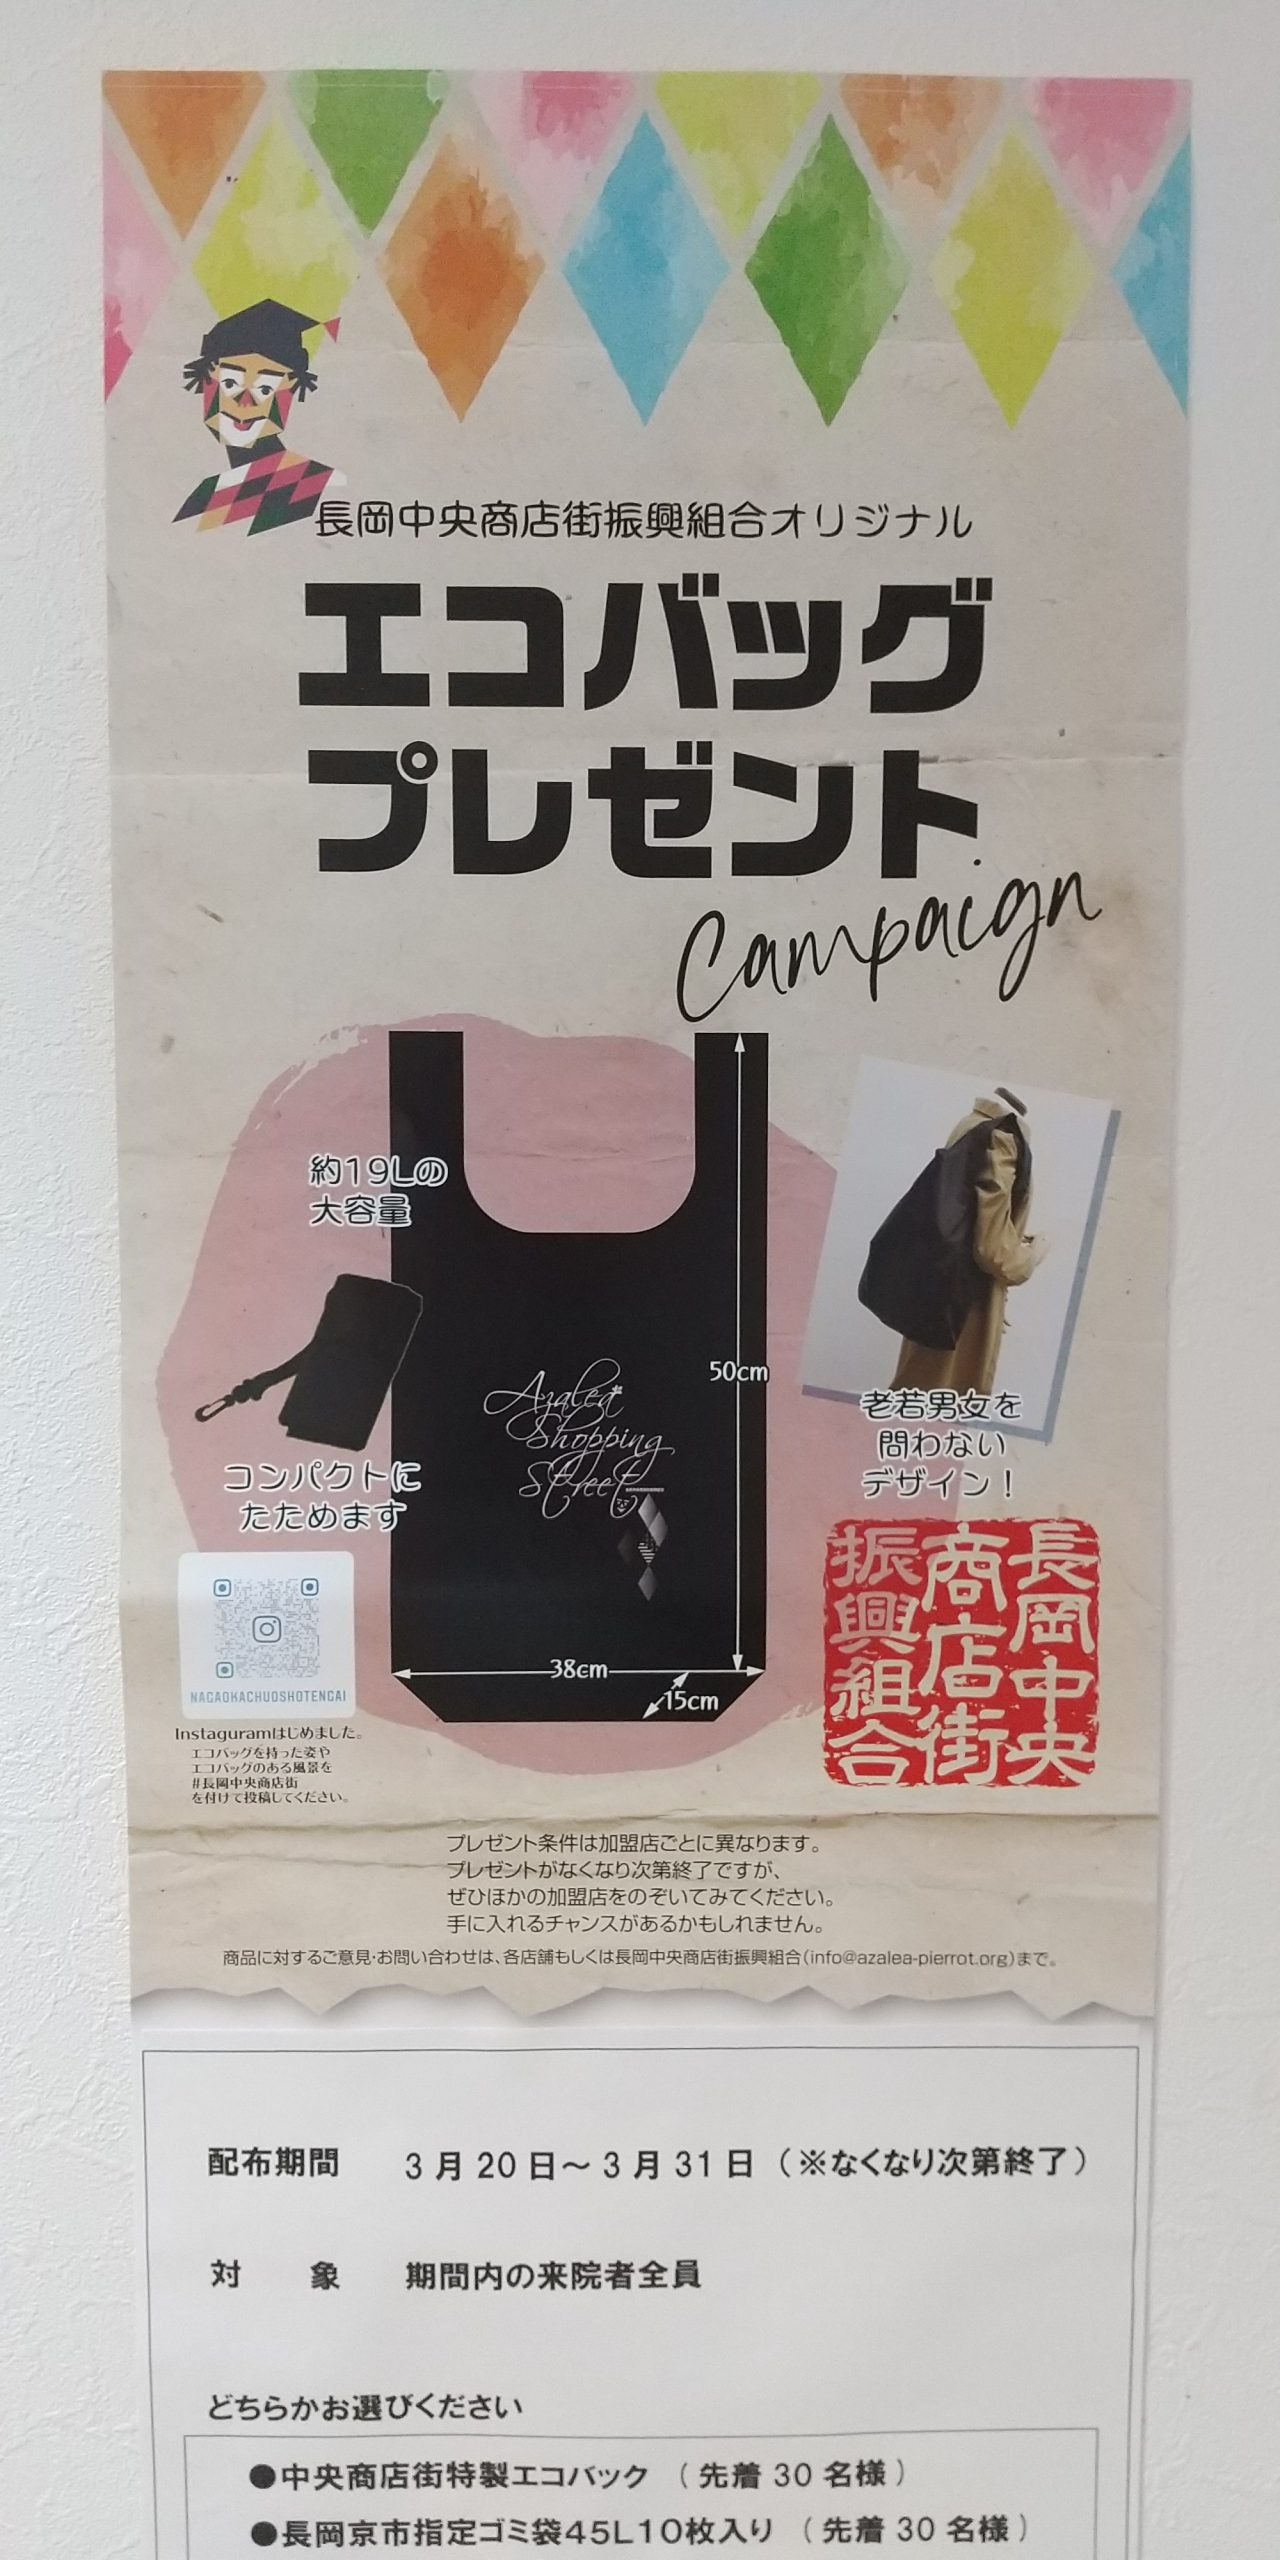 長岡中央商店街振興組合オリジナル
エコバッグ
プレゼント
Campaign
約19Lの
大容量
50cm
Azalea
Shopping
Street
コンパクトに
たためます
老若男女を
問わない
デザイン！
38cm
15cm
長岡中央
商店街
振興組合
NAGAOKACHUOSHOTENGAI
Instaguramはじめました。
エコバッグを持った姿や
エコバッグのある風景を
#長岡中央商店街
を付けて投稿してください。
プレゼント条件は加盟店ごとに異なります。
プレゼントがなくなり次第終了ですが、
ぜひほかの加盟店をのぞいてみてください。
手に入れるチャンスがあるかもしれません。
商品に対するご意見・お問い合わせは、各店舗もしくは長岡中央商店街振興組合(info@azalea-pierrot.org)まで。
配布期間 3月20日～3月31日（※なくなり次第終了）
対象 期間内の来院者全員
どちらかお選びください
●中央商店街特製エコバック （先着30名様）
●長岡京市指定ゴミ袋45L10枚入り （先着30名様）